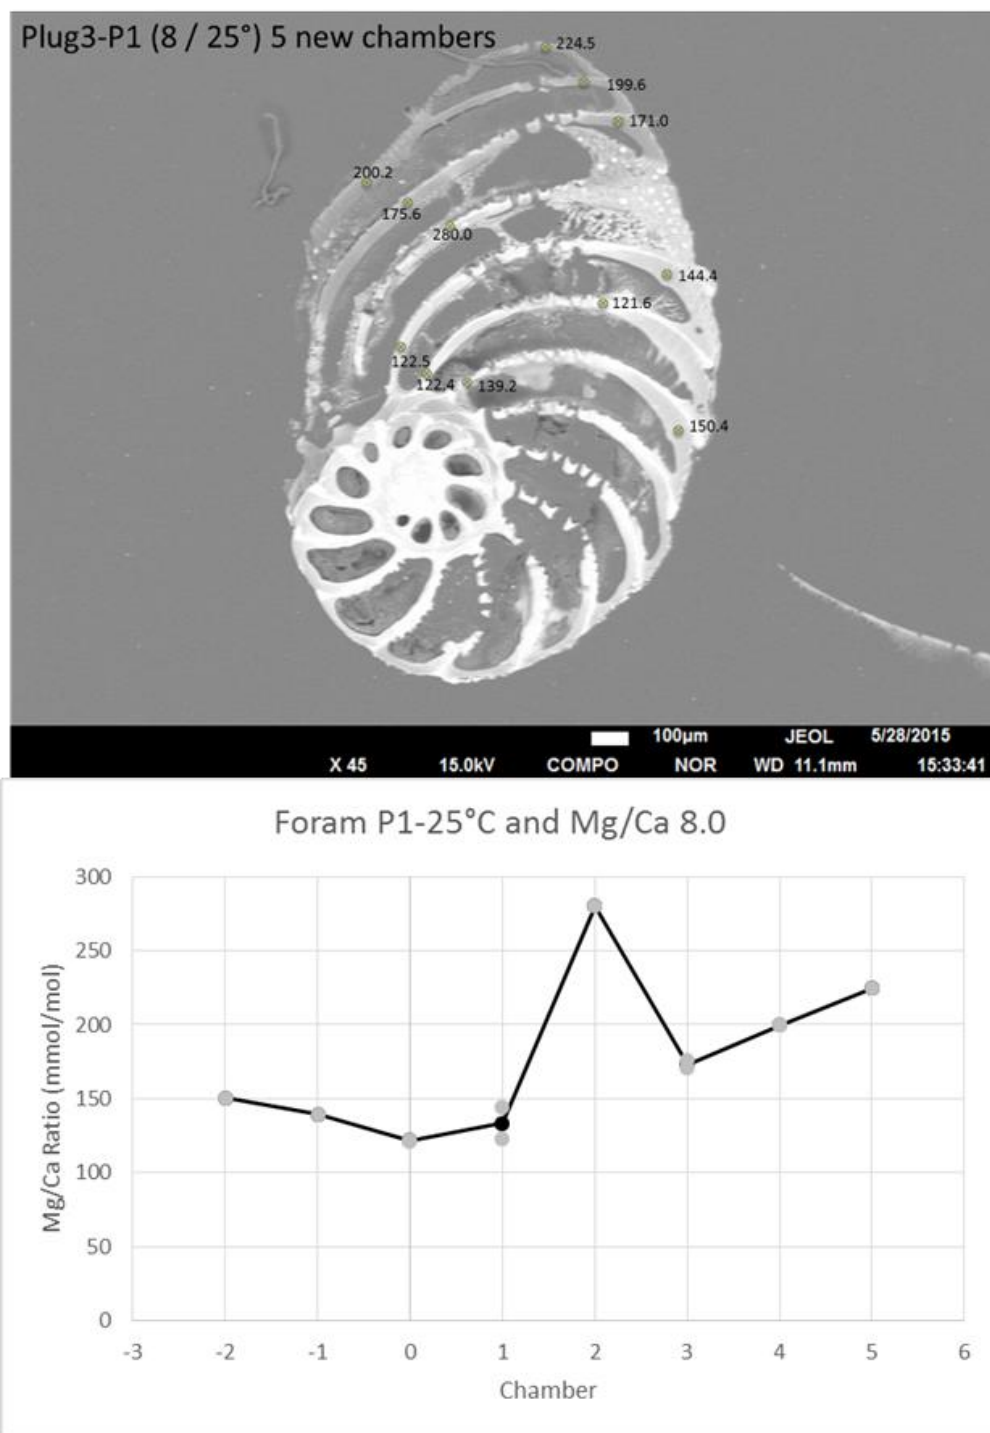 Plug3-P1 (8 / 25°) 5 new chambers
224.5
199.6
171.0
200.2
175.6
280.0
144.4
121.6
122.5
122.4
139.2
150.4
100μm JEOL 5/28/2015
X 45 15.0kV COMPO NOR WD 11.1mm 15:33:41
Foram P1-25°C and Mg/Ca 8.0
Mg/Ca Ratio (mmol/mol)
300
250
200
150
100
50
0
-3 -2 -1 0 1 2 3 4 5 6
Chamber